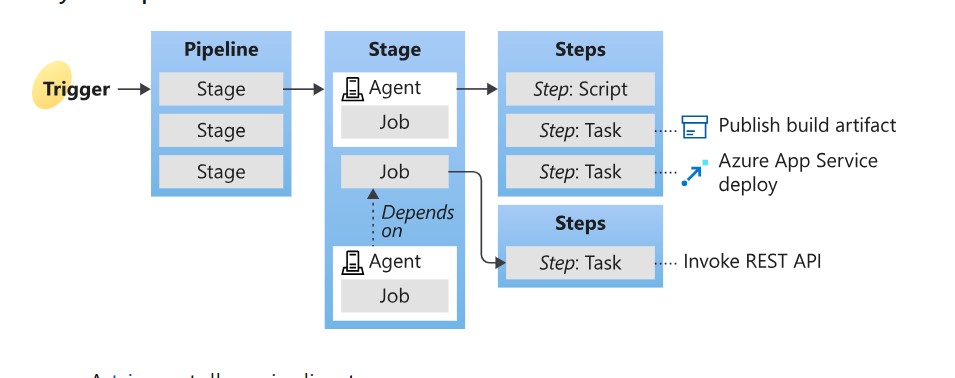 Trigger
Pipeline
Stage
Stage
Stage
Stage
Agent
Job
Job
Depends
on
Agent
Job
Steps
Step: Script
Step: Task
Publish build artifact
Step: Task
Azure App Service
deploy
Steps
Step: Task
Invoke REST API